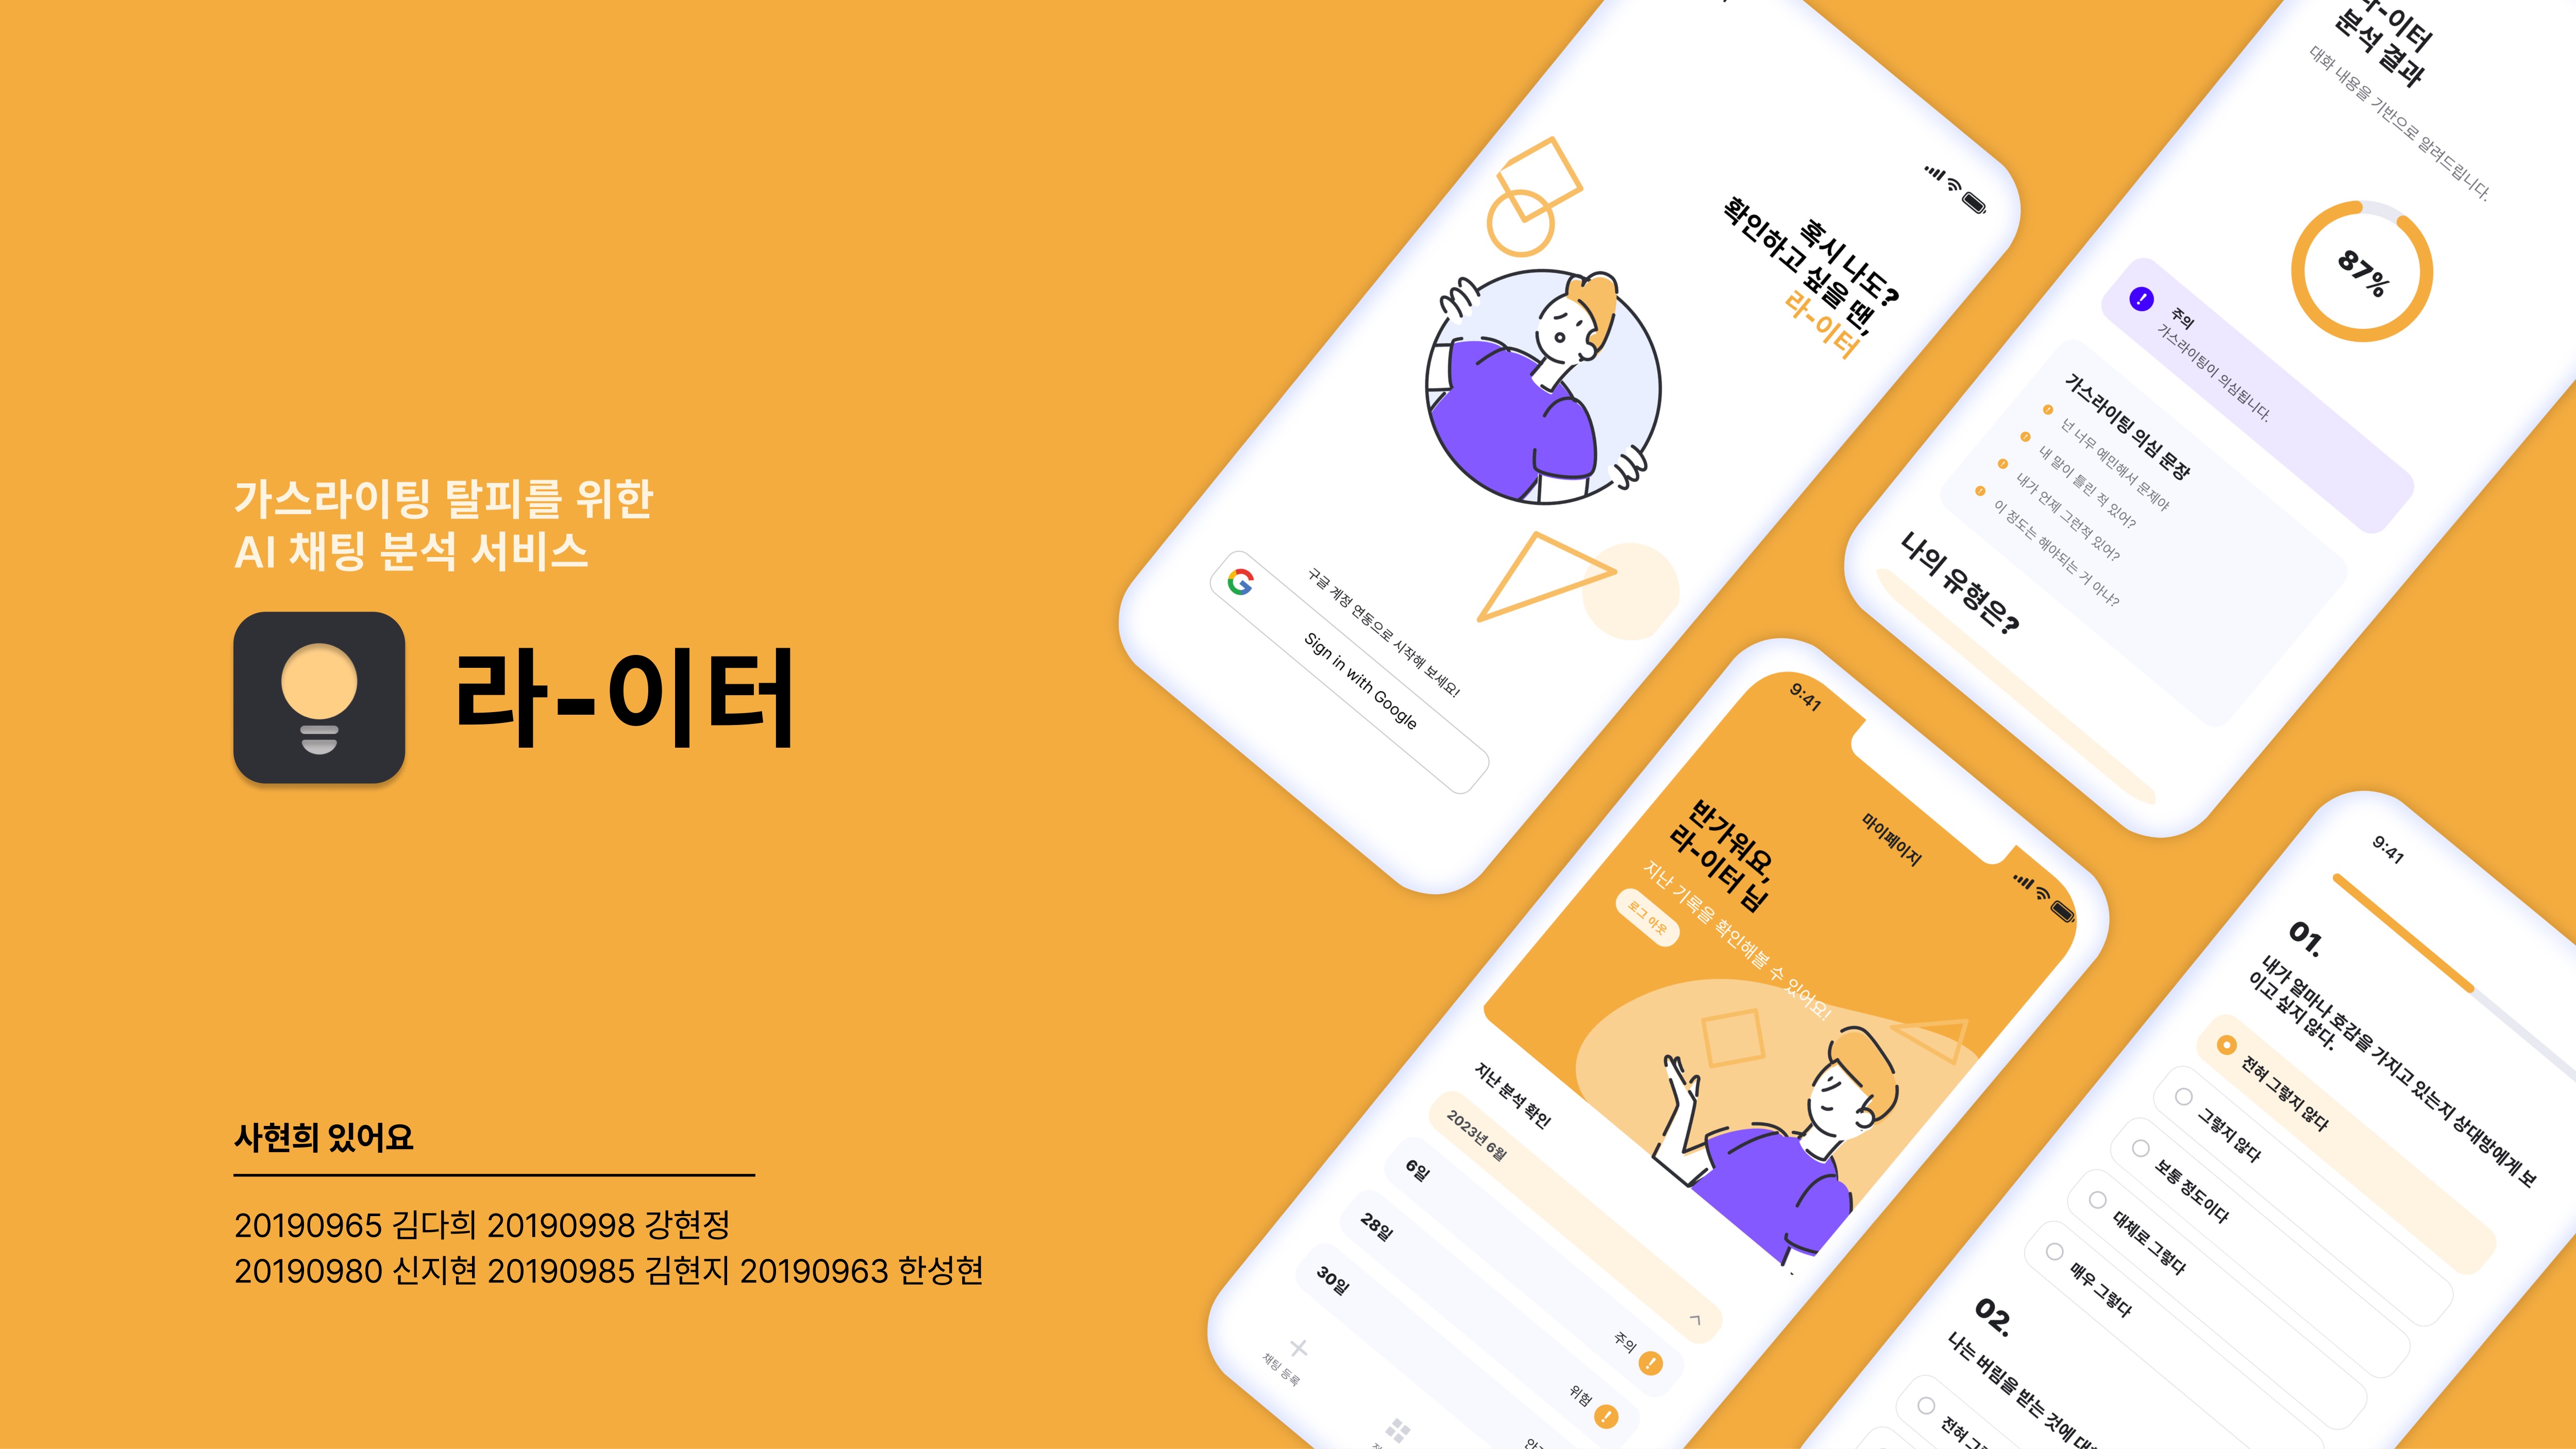 가스라이팅 탈피를 위한
AI 채팅 분석 서비스
라-이터
사현희 있어요
20190965 김다희 20190998 강현정
20190980 신지현 20190985 김현지 20190963 한성현
혹시 나도?
확인하고 싶을 땐,
라-이터
구글 계정 연동으로 시작해 보세요!
Sign in with Google
라-이터
분석 결과
대화 내용을 기반으로 알려드립니다.
87%
주의
가스라이팅이 의심됩니다.
가스라이팅 의심 문장
넌 너무 예민해서 문제야
내 말이 틀린 적 있어?
내가 언제 그런적 있어?
이 정도는 해야되는 거 아냐?
나의 유형은?
9:41
마이페이지
반가워요,
라-이터 님
지난 기록을 확인해볼 수 있어요!
로그 아웃
지난 분석 확인
2023년 6월
6일
주의
28일
위험
30일
채팅 등록
9:41
01.
내가 얼마나 호감을 가지고 있는지 상대방에게 보
이고 싶지 않다.
전혀 그렇지 않다
그렇지 않다
보통 정도이다
대체로 그렇다
매우 그렇다
02.
나는 버림을 받는 것에
전혀